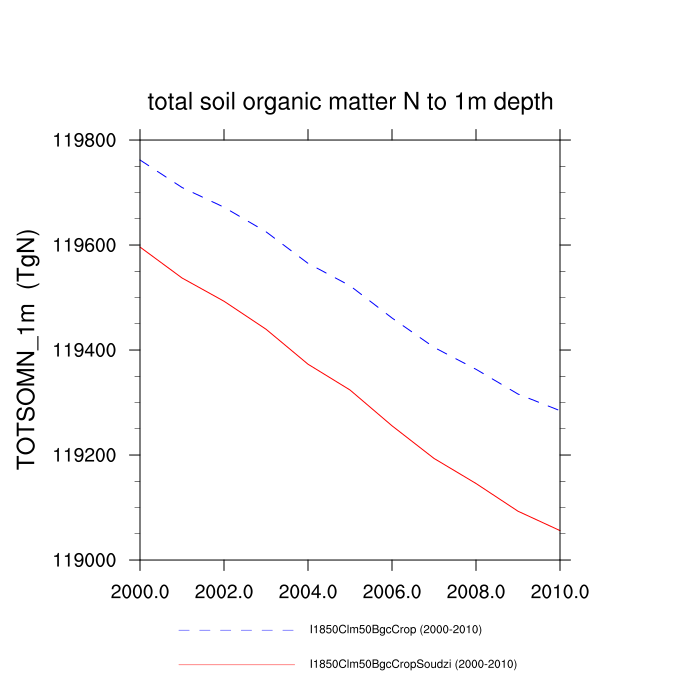 total soil organic matter N to 1m depth
TOTSOMN_1m (TgN)
119800
119600
119400
119200
119000
2000.0 2002.0 2004.0 2006.0 2008.0 2010.0
I1850Clm50BgcCrop (2000-2010)
I1850Clm50BgcCropSoudzi (2000-2010)